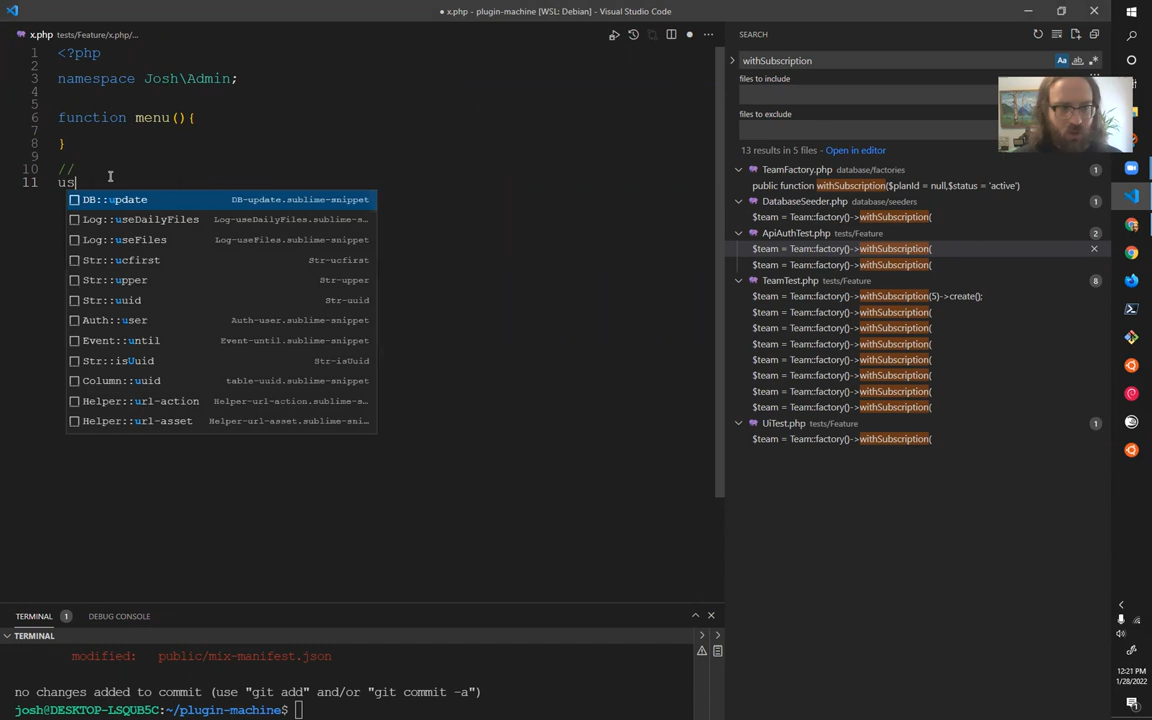 ● x.php - plugin-machine [WSL: Debian] - Visual Studio Code
x.php tests/Feature/x.php/...
1 <?php
2
3 namespace Josh\Admin;
4
5
6 function menu(){
7
8 }
9
10 //
11 us
DB::update DB-update.sublime-snippet
Log::useDailyFiles Log-useDailyFiles.sublime-s...
Log::useFiles Log-useFiles.sublime-snippet
Str::ucfirst Str-ucfirst
Str::upper Str-upper
Str::uuid Str-uuid
Auth::user Auth-user.sublime-snippet
Event::until Event-until.sublime-snippet
Str::isUuid Str-isUuid
Column::uuid table-uuid.sublime-snippet
Helper::url-action Helper-url-action.sublime-s...
Helper::url-asset Helper-url-asset.sublime-sni...
TERMINAL 1 DEBUG CONSOLE
TERMINAL
modified: public/mix-manifest.json
no changes added to commit (use "git add" and/or "git commit -a")
josh@DESKTOP-LSQUB5C:~/plugin-machine$
SEARCH
withSubscription Aa ab .*
files to include
files to exclude
13 results in 5 files - Open in editor
TeamFactory.php database/factories 1
public function withSubscription($planId = null,$status = 'active')
DatabaseSeeder.php database/seeders 1
$team = Team::factory()->withSubscription(
ApiAuthTest.php tests/Feature 2
$team = Team::factory()->withSubscription(
$team = Team::factory()->withSubscription(
TeamTest.php tests/Feature 8
$team = Team::factory()->withSubscription(5)->create();
$team = Team::factory()->withSubscription(
$team = Team::factory()->withSubscription(
$team = Team::factory()->withSubscription(
$team = Team::factory()->withSubscription(
$team = Team::factory()->withSubscription(
$team = Team::factory()->withSubscription(
$team = Team::factory()->withSubscription(
UiTest.php tests/Feature 1
$team = Team::factory()->withSubscription(
12:21 PM
1/28/2022